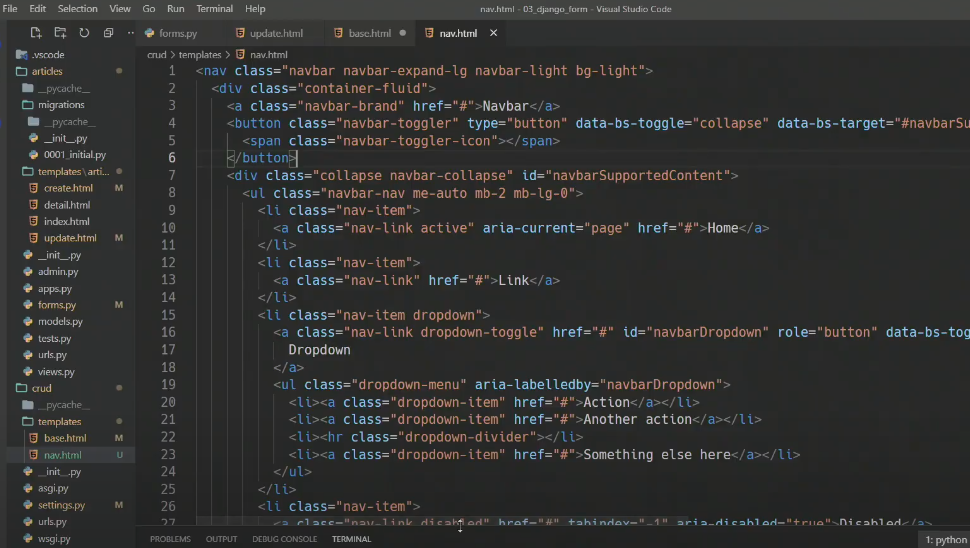 File Edit Selection View Go Run Terminal Help nav.html - 03_django_form - Visual Studio Code
forms.py update.html base.html nav.html
crud > templates > nav.html
.vscode
articles
__pycache__
migrations
__pycache__
__init__.py
0001_initial.py
templates\arti...
create.html M
detail.html
index.html
update.html M
__init__.py
admin.py
apps.py
forms.py M
models.py
tests.py
urls.py
views.py
crud
__pycache__
templates
base.html M
nav.html U
__init__.py
asgi.py
settings.py M
urls.py
wsgi.py
1 <nav class="navbar navbar-expand-lg navbar-light bg-light">
2 <div class="container-fluid">
3 <a class="navbar-brand" href="#">Navbar</a>
4 <button class="navbar-toggler" type="button" data-bs-toggle="collapse" data-bs-target="#navbarSu
5 <span class="navbar-toggler-icon"></span>
6 </button>
7 <div class="collapse navbar-collapse" id="navbarSupportedContent">
8 <ul class="navbar-nav me-auto mb-2 mb-lg-0">
9 <li class="nav-item">
10 <a class="nav-link active" aria-current="page" href="#">Home</a>
11 </li>
12 <li class="nav-item">
13 <a class="nav-link" href="#">Link</a>
14 </li>
15 <li class="nav-item dropdown">
16 <a class="nav-link dropdown-toggle" href="#" id="navbarDropdown" role="button" data-bs-tog
17 Dropdown
18 </a>
19 <ul class="dropdown-menu" aria-labelledby="navbarDropdown">
20 <li><a class="dropdown-item" href="#">Action</a></li>
21 <li><a class="dropdown-item" href="#">Another action</a></li>
22 <li><hr class="dropdown-divider"></li>
23 <li><a class="dropdown-item" href="#">Something else here</a></li>
24 </ul>
25 </li>
26 <li class="nav-item">
27 <a class="nav-link disabled" href="#" tabindex="-1" aria-disabled="true">Disabled</a>
PROBLEMS OUTPUT DEBUG CONSOLE TERMINAL 1: python